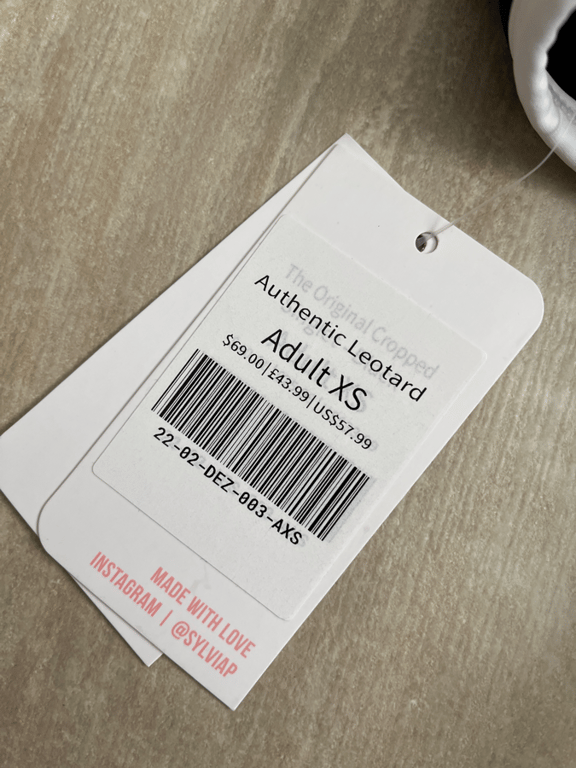 The Original Cropped
Authentic Leotard
Adult XS
$69.00|£43.99|US$57.99
22-02-DEZ-003-AXS
MADE WITH LOVE
INSTAGRAM | @SYLVIAP